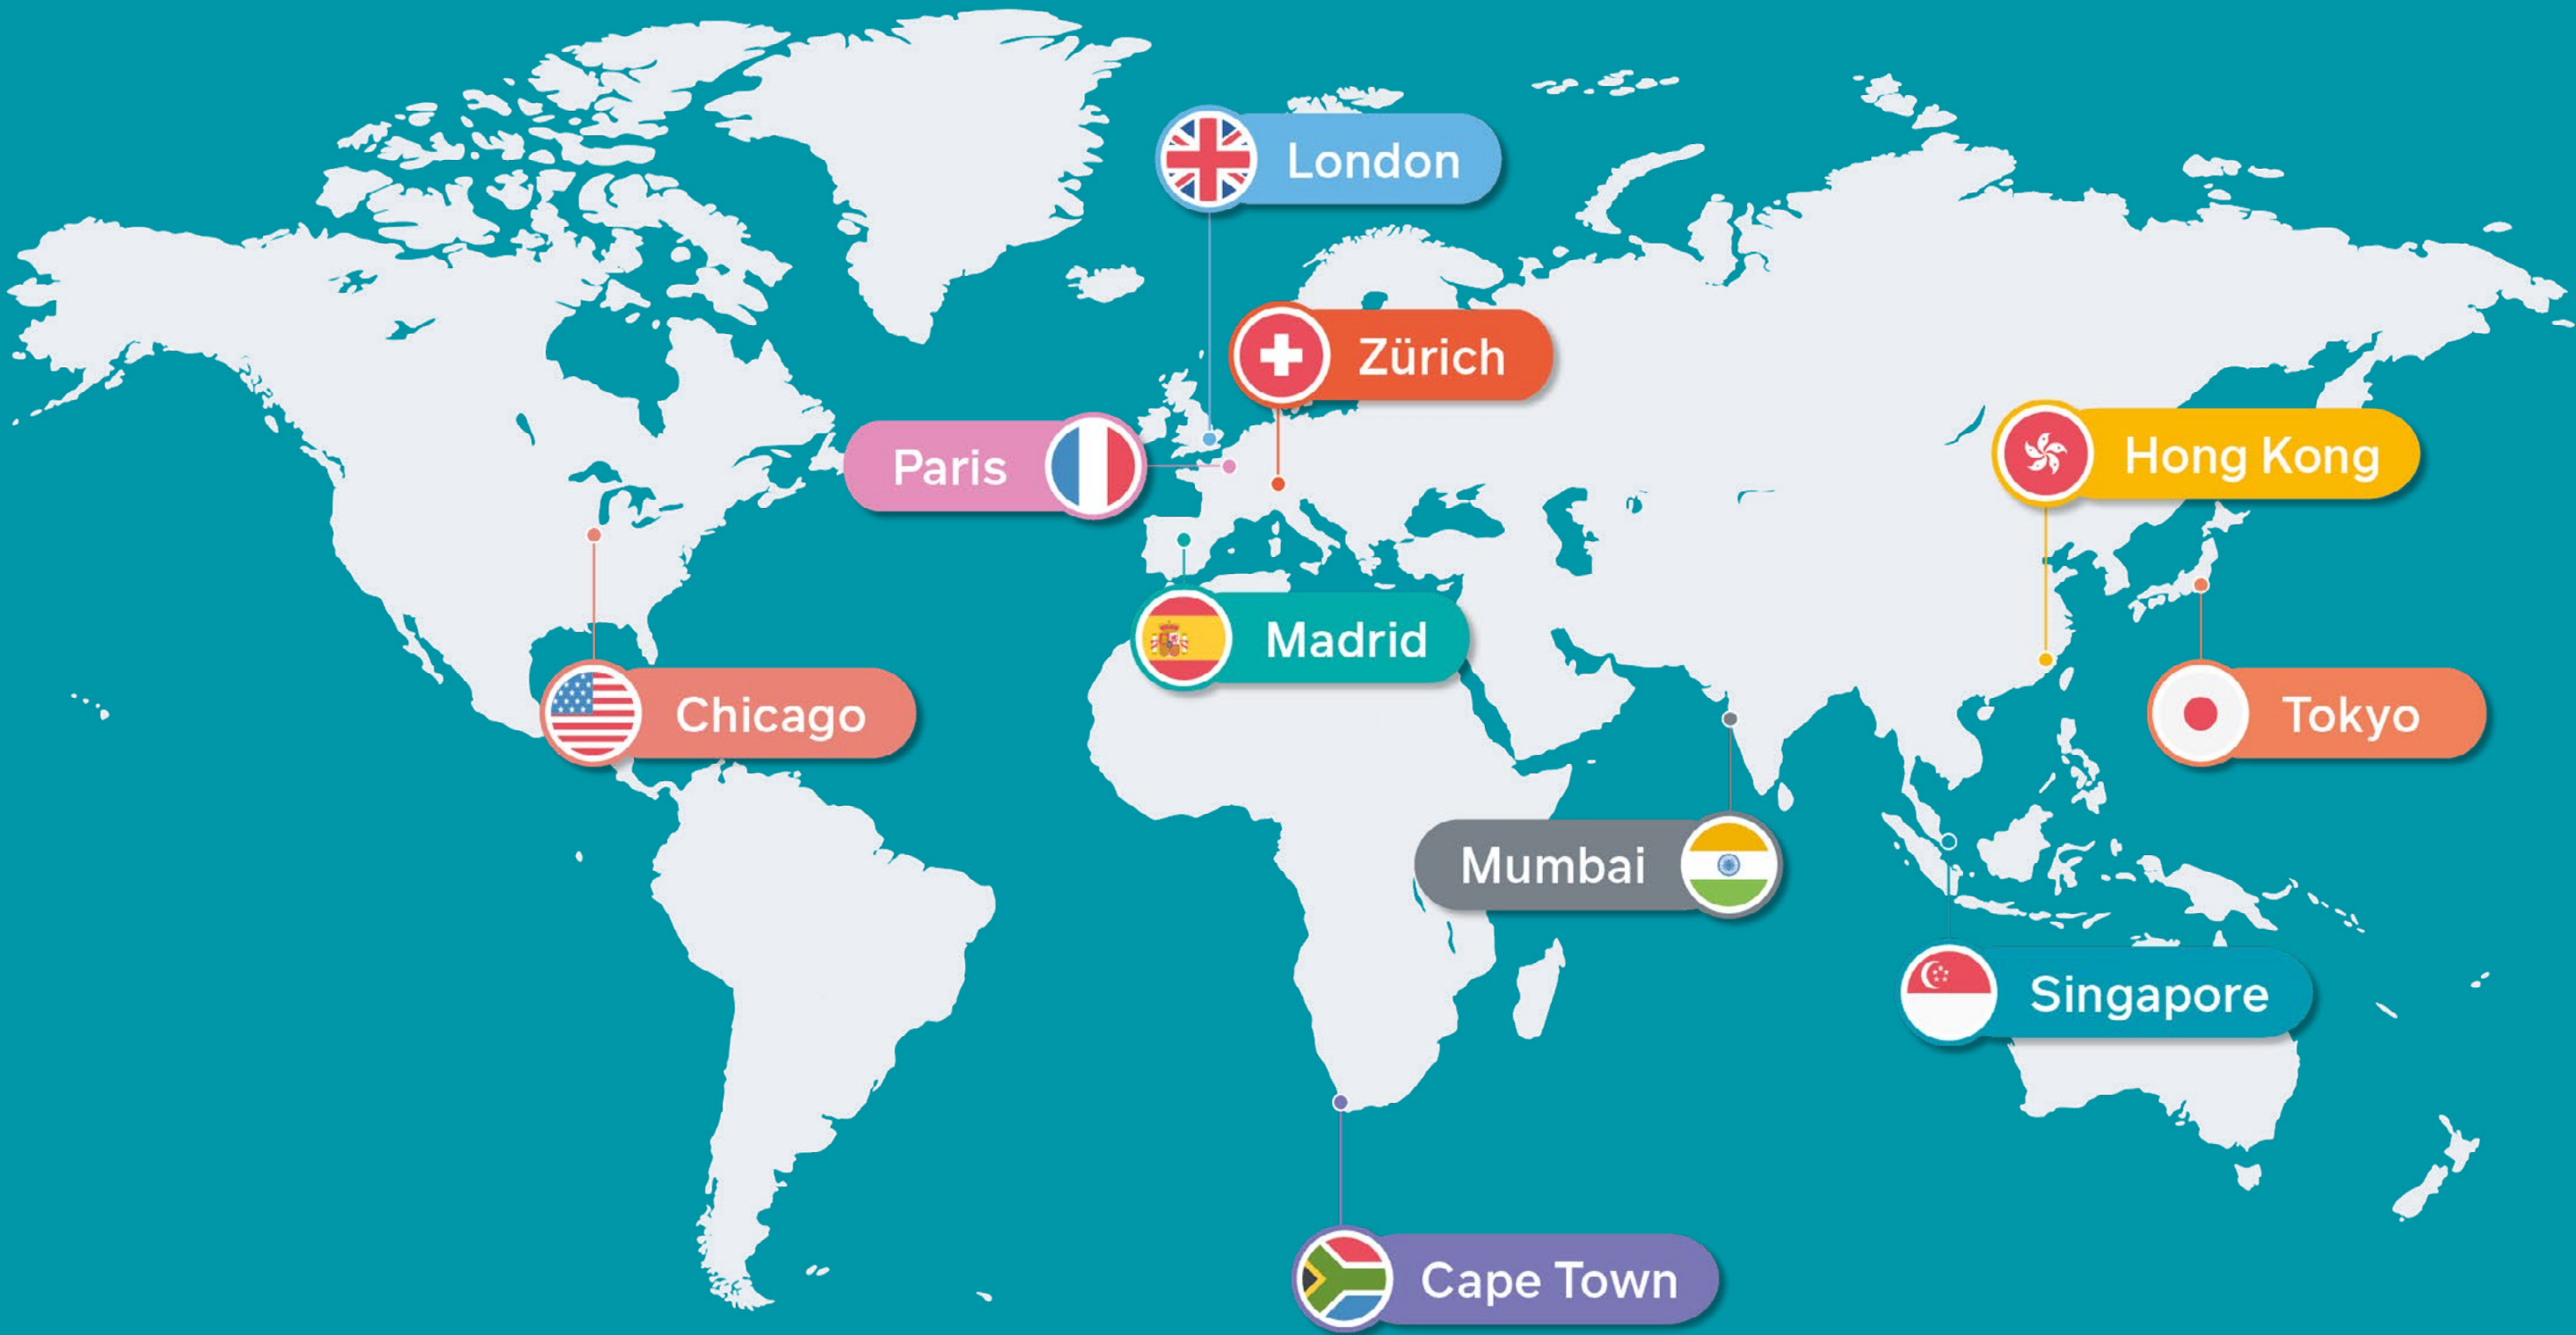 London
Zürich
Paris
Hong Kong
Madrid
Chicago
Tokyo
Mumbai
Singapore
Cape Town